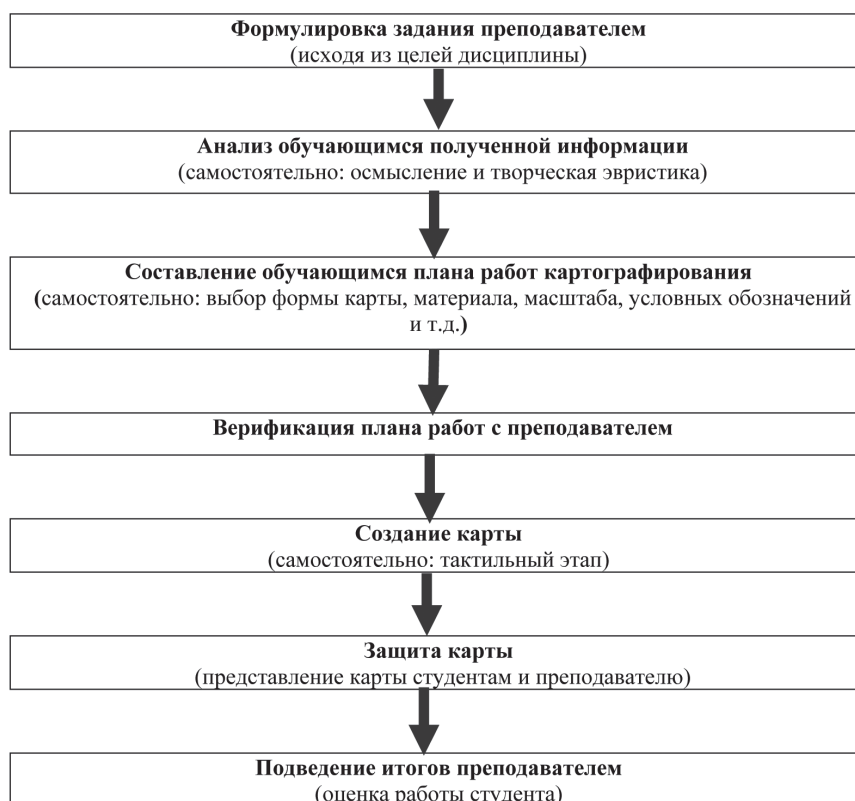 Формулировка задания преподавателем
(исходя из целей дисциплины)
Анализ обучающимся полученной информации
(самостоятельно: осмысление и творческая эвристика)
Составление обучающимся плана работ картографирования
(самостоятельно: выбор формы карты, материала, масштаба, условных обозначений
и т.д.)
Верификация плана работ с преподавателем
Создание карты
(самостоятельно: тактильный этап)
Защита карты
(представление карты студентам и преподавателю)
Подведение итогов преподавателем
(оценка работы студента)